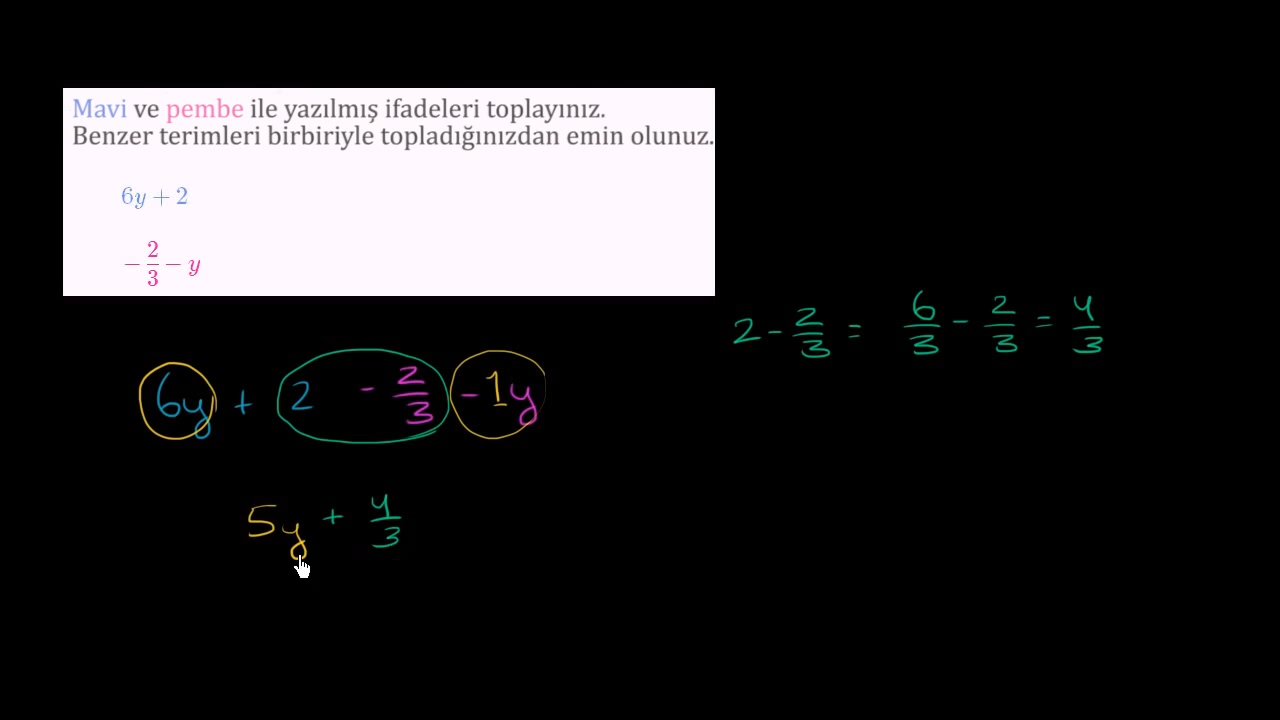 Mavi ve pembe ile yazılmış ifadeleri toplayınız.
Benzer terimleri birbiriyle topladığınızdan emin olunuz.
6y + 2
- 2/3 - y
2 - 2/3 = 6/3 - 2/3 = 4/3
6y + 2 - 2/3 - 1y
5y + 4/3